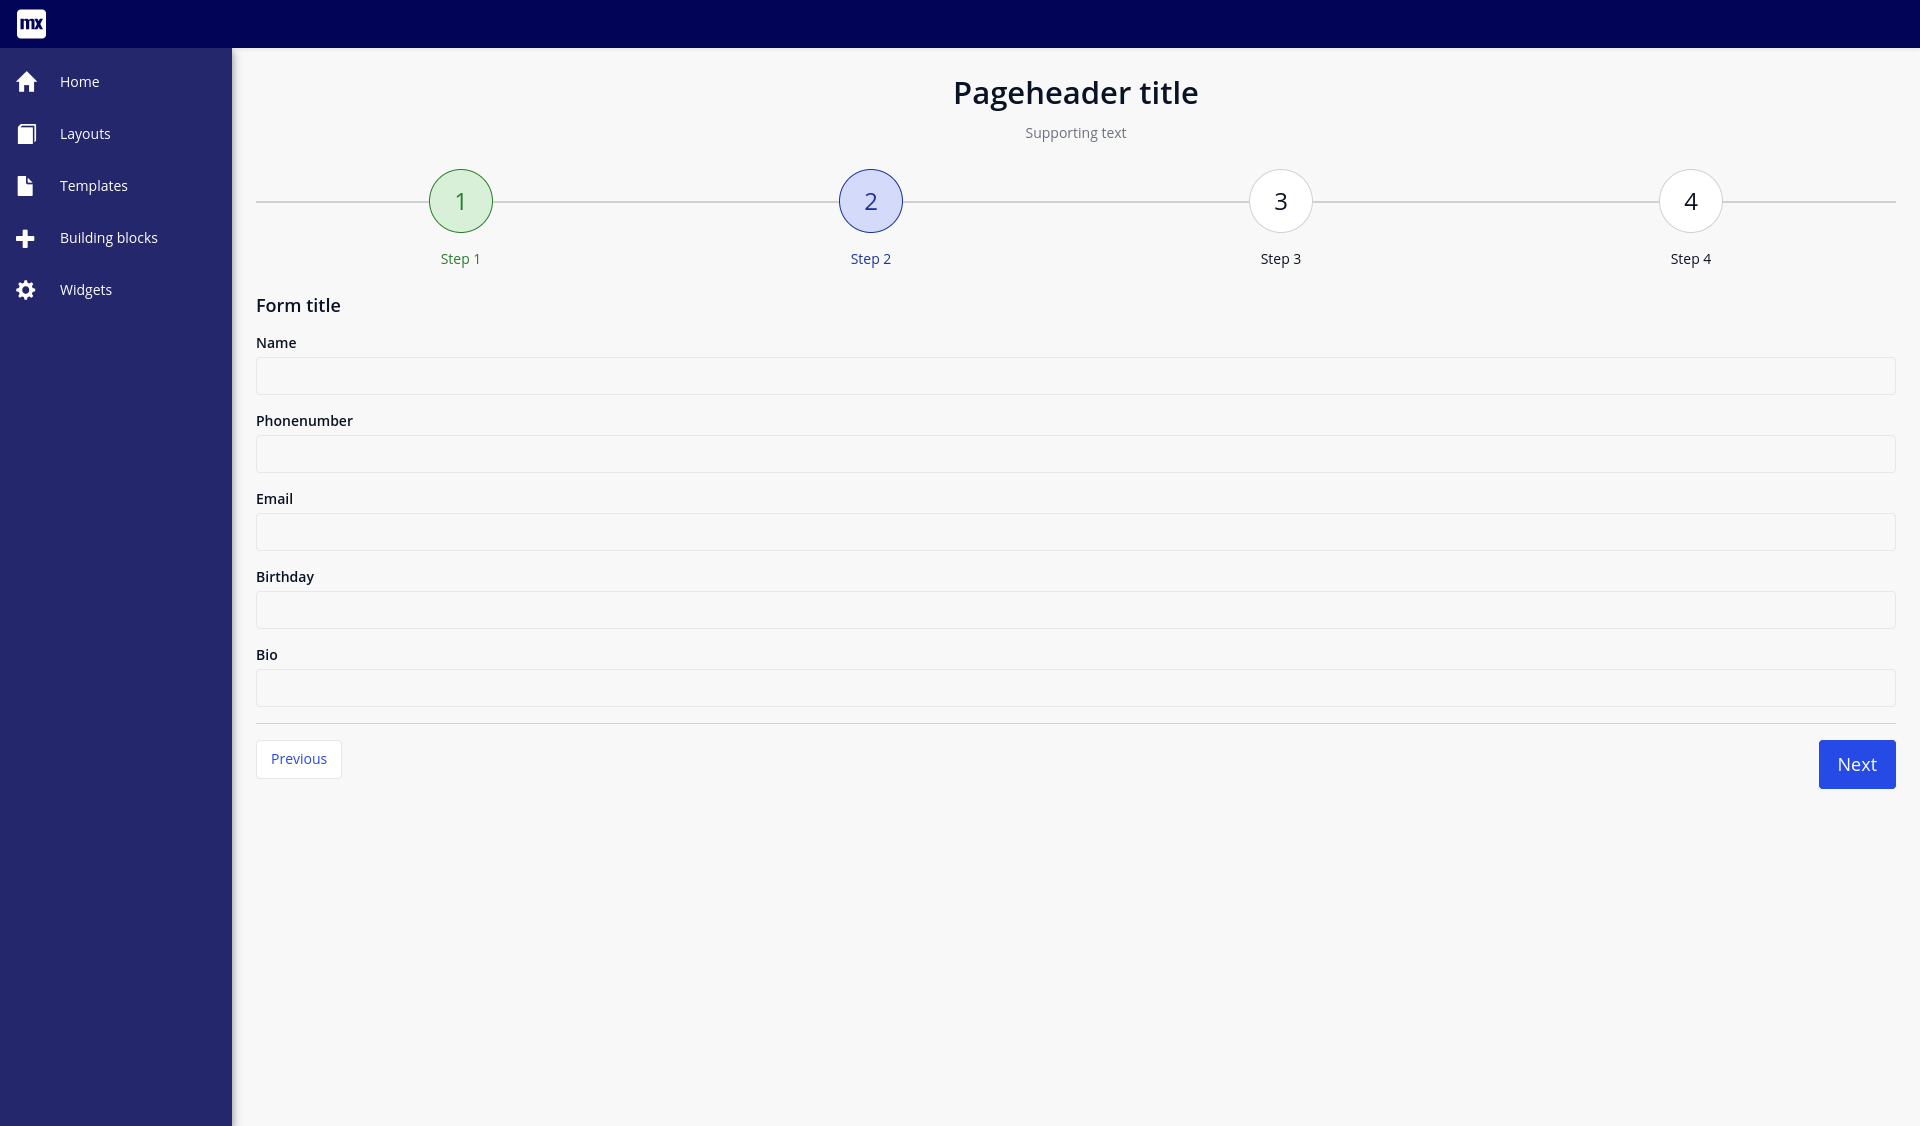 mx
Home
Layouts
Templates
Building blocks
Widgets
Pageheader title
Supporting text
1
2
3
4
Step 1
Step 2
Step 3
Step 4
Form title
Name
Phonenumber
Email
Birthday
Bio
Previous
Next